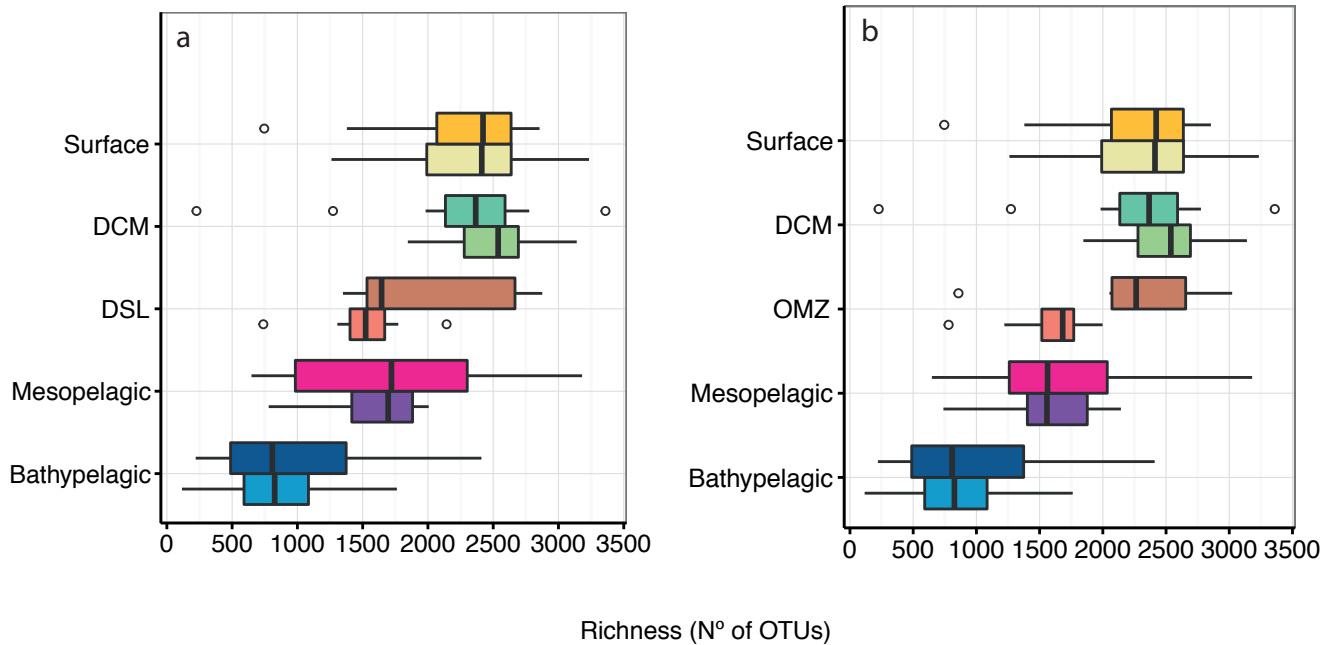 a
Surface
DCM
DSL
Mesopelagic
Bathypelagic
0 500 1000 1500 2000 2500 3000 3500
b
Surface
DCM
OMZ
Mesopelagic
Bathypelagic
0 500 1000 1500 2000 2500 3000 3500
Richness (Nº of OTUs)